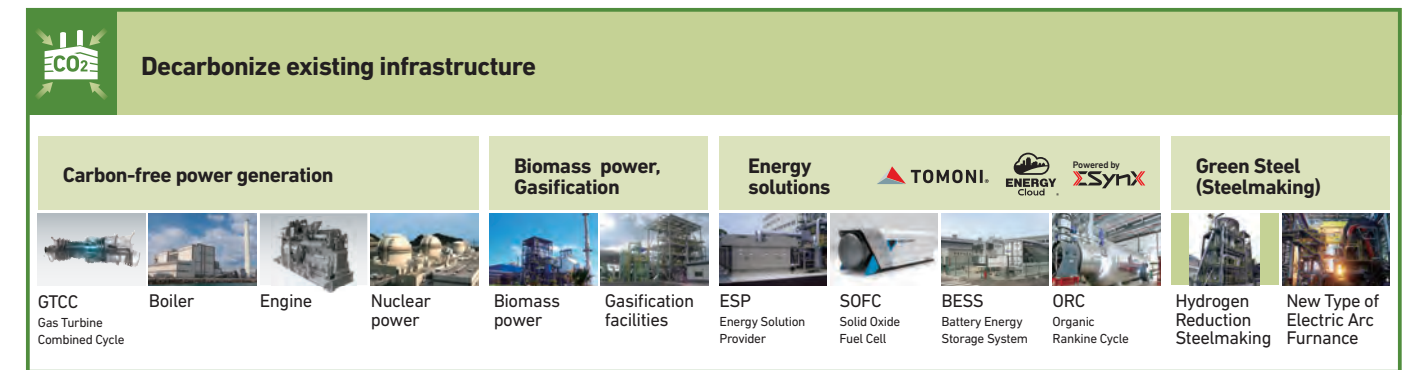 CO2
Decarbonize existing infrastructure
Carbon-free power generation
Biomass power,
Gasification
Energy
solutions
TOMONI.
ENERGY
Cloud
Powered by
ΣSynX
Green Steel
(Steelmaking)
GTCC
Gas Turbine
Combined Cycle
Boiler
Engine
Nuclear
power
Biomass
power
Gasification
facilities
ESP
Energy Solution
Provider
SOFC
Solid Oxide
Fuel Cell
BESS
Battery Energy
Storage System
ORC
Organic
Rankine Cycle
Hydrogen
Reduction
Steelmaking
New Type of
Electric Arc
Furnance